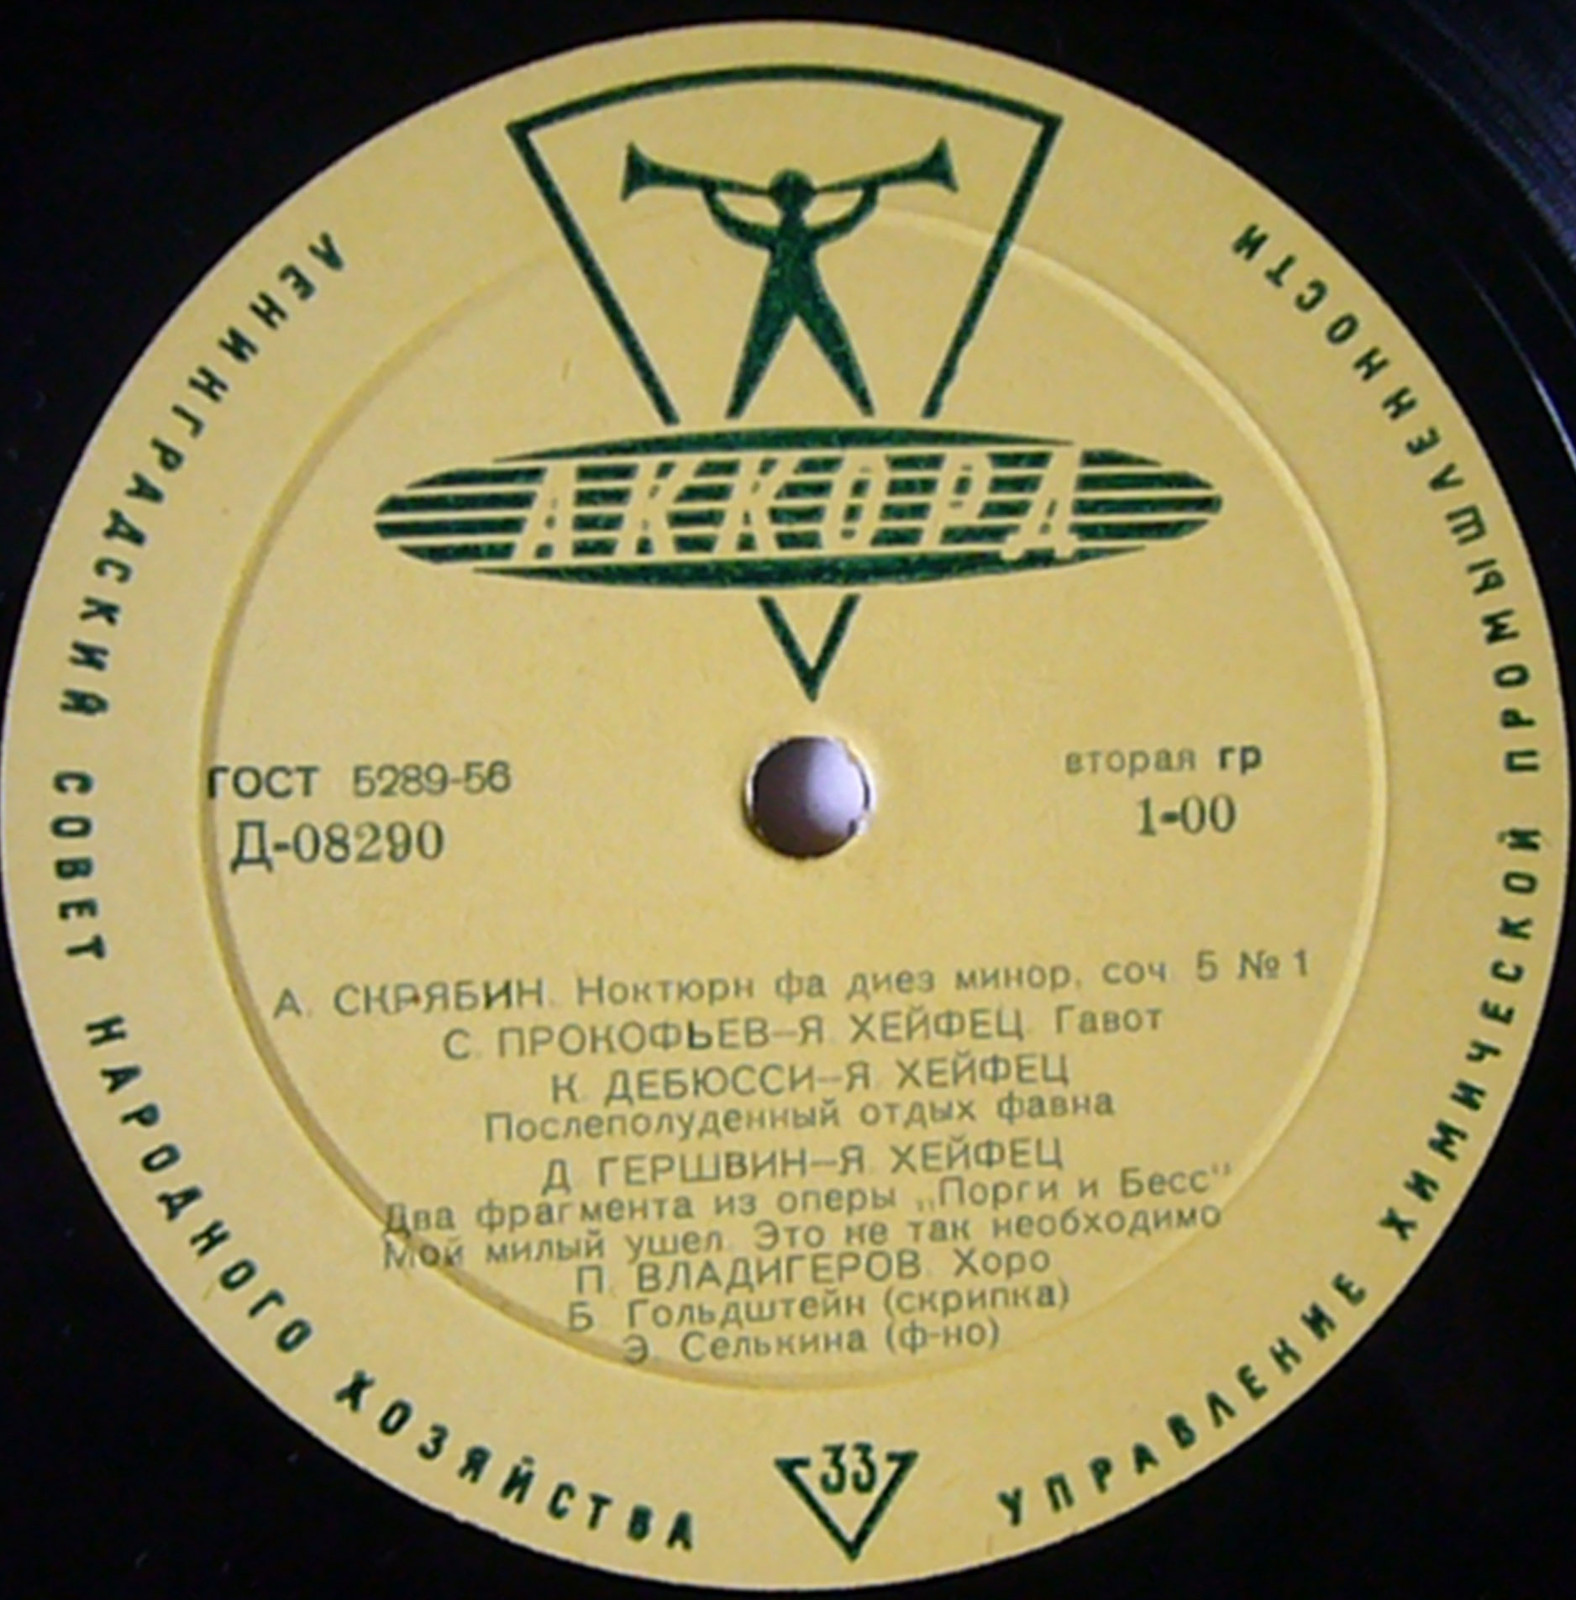 АККОРД
ЛЕНИНГРАДСКИЙ СОВЕТ НАРОДНОГО ХОЗЯЙСТВА
УПРАВЛЕНИЕ ХИМИЧЕСКОЙ ПРОМЫШЛЕННОСТИ
ГОСТ 5289-56
Д-08290
вторая гр
1-00
А. СКРЯБИН. Ноктюрн фа диез минор, соч. 5 № 1
С. ПРОКОФЬЕВ–Я. ХЕЙФЕЦ. Гавот
К. ДЕБЮССИ–Я. ХЕЙФЕЦ
Послеполуденный отдых фавна
Д. ГЕРШВИН–Я. ХЕЙФЕЦ
Два фрагмента из оперы „Порги и Бесс“
Мой милый ушел. Это не так необходимо
П. ВЛАДИГЕРОВ. Хоро
Б. Гольдштейн (скрипка)
Э. Селькина (ф-но)
33